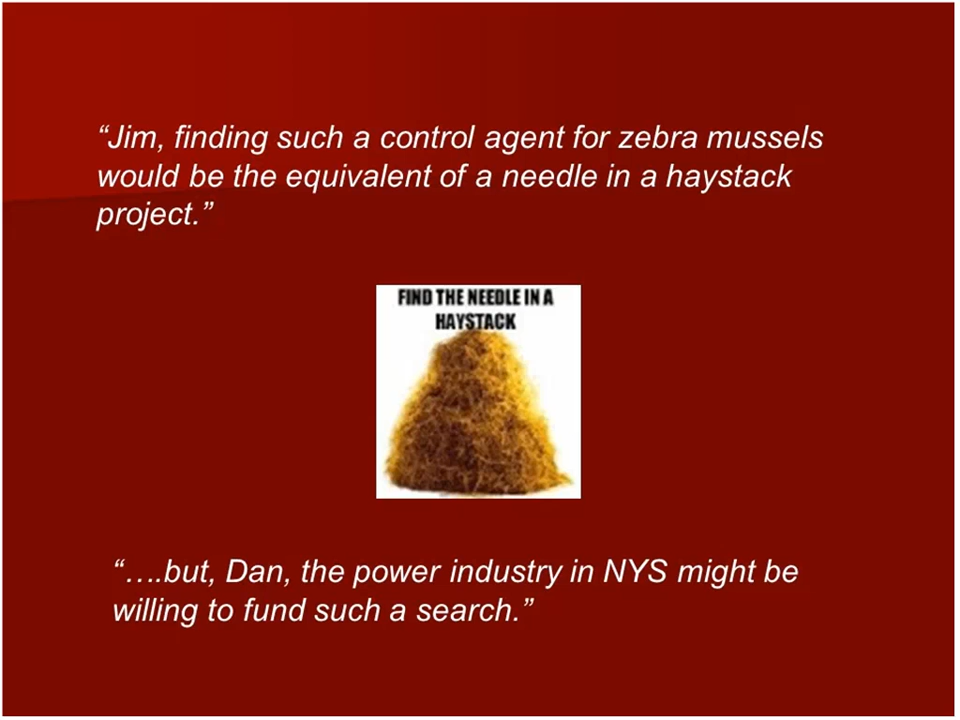 “Jim, finding such a control agent for zebra mussels
would be the equivalent of a needle in a haystack
project.”
FIND THE NEEDLE IN A
HAYSTACK
“….but, Dan, the power industry in NYS might be
willing to fund such a search.”